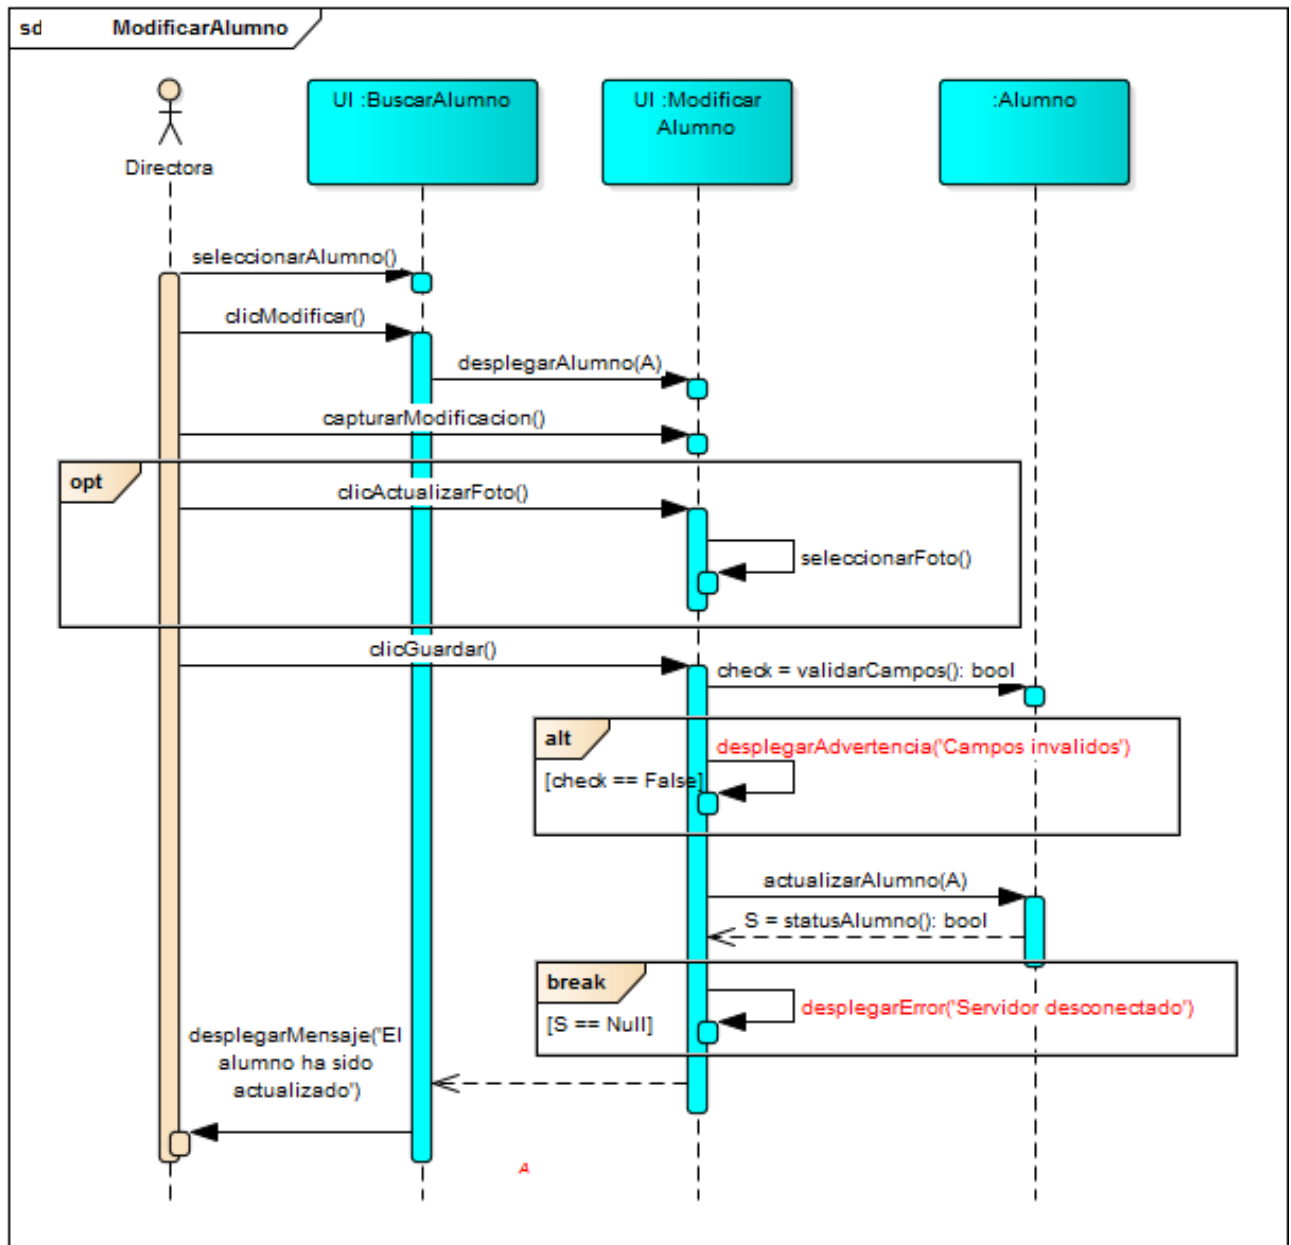 sd ModificarAlumno
Directora
UI :BuscarAlumno
UI :Modificar
Alumno
:Alumno
seleccionarAlumno()
clicModificar()
desplegarAlumno(A)
capturarModificacion()
opt
clicActualizarFoto()
seleccionarFoto()
clicGuardar()
check = validarCampos(): bool
alt
desplegarAdvertencia('Campos invalidos')
[check == False]
actualizarAlumno(A)
S = statusAlumno(): bool
break
desplegarError('Servidor desconectado')
[S == Null]
desplegarMensaje('El
alumno ha sido
actualizado')
A